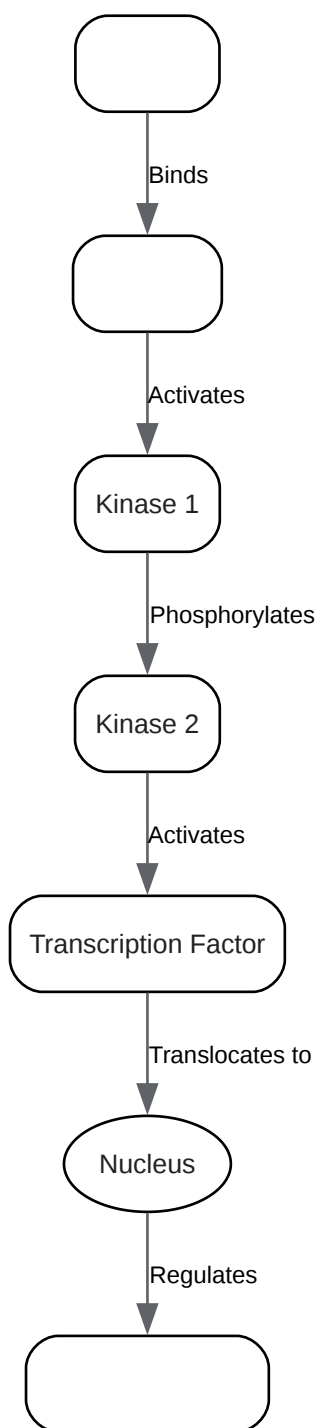 Binds
Activates
Kinase 1
Phosphorylates
Kinase 2
Activates
Transcription Factor
Translocates to
Nucleus
Regulates